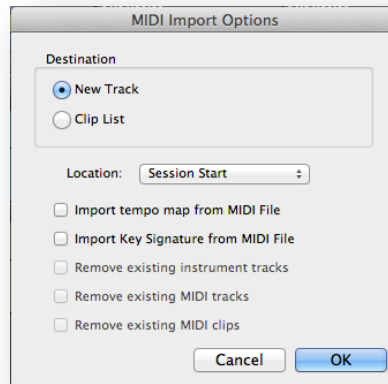 MIDI Import Options
Destination
New Track
Clip List
Location: Session Start
Import tempo map from MIDI File
Import Key Signature from MIDI File
Remove existing instrument tracks
Remove existing MIDI tracks
Remove existing MIDI clips
Cancel OK